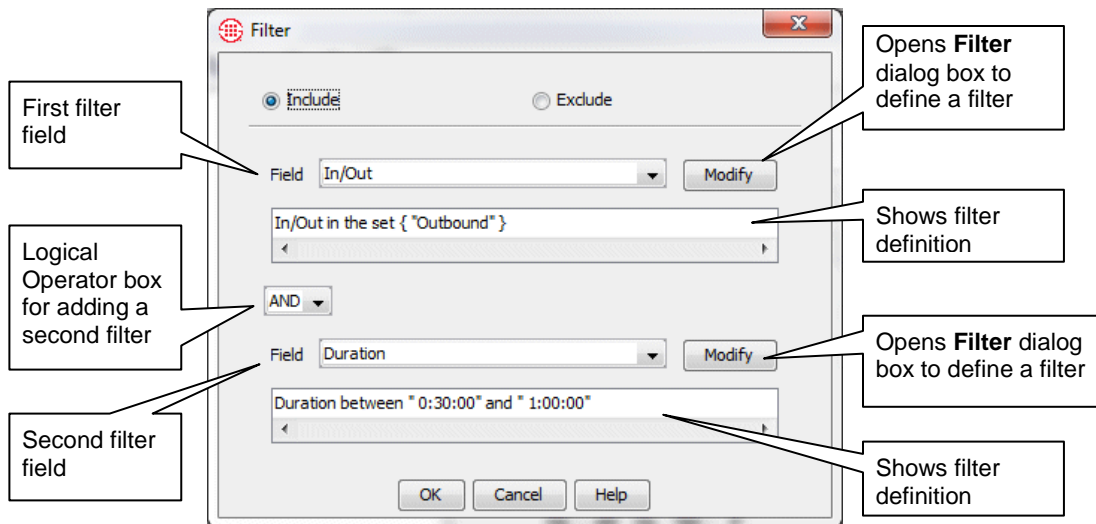 Filter
Include
Exclude
Field
In/Out
Modify
In/Out in the set { "Outbound" }
AND
Field
Duration
Modify
Duration between " 0:30:00" and " 1:00:00"
OK
Cancel
Help
First filter
field
Logical
Operator box
for adding a
second filter
Second filter
field
Opens Filter
dialog box to
define a filter
Shows filter
definition
Opens Filter dialog
box to define a filter
Shows filter
definition